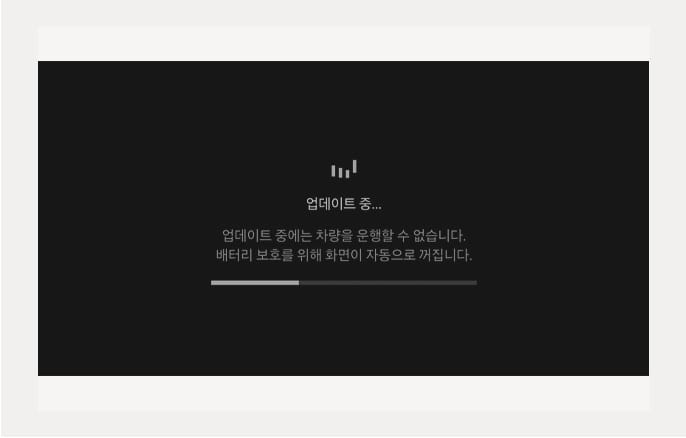 업데이트 중...
업데이트 중에는 차량을 운행할 수 없습니다.
배터리 보호를 위해 화면이 자동으로 꺼집니다.